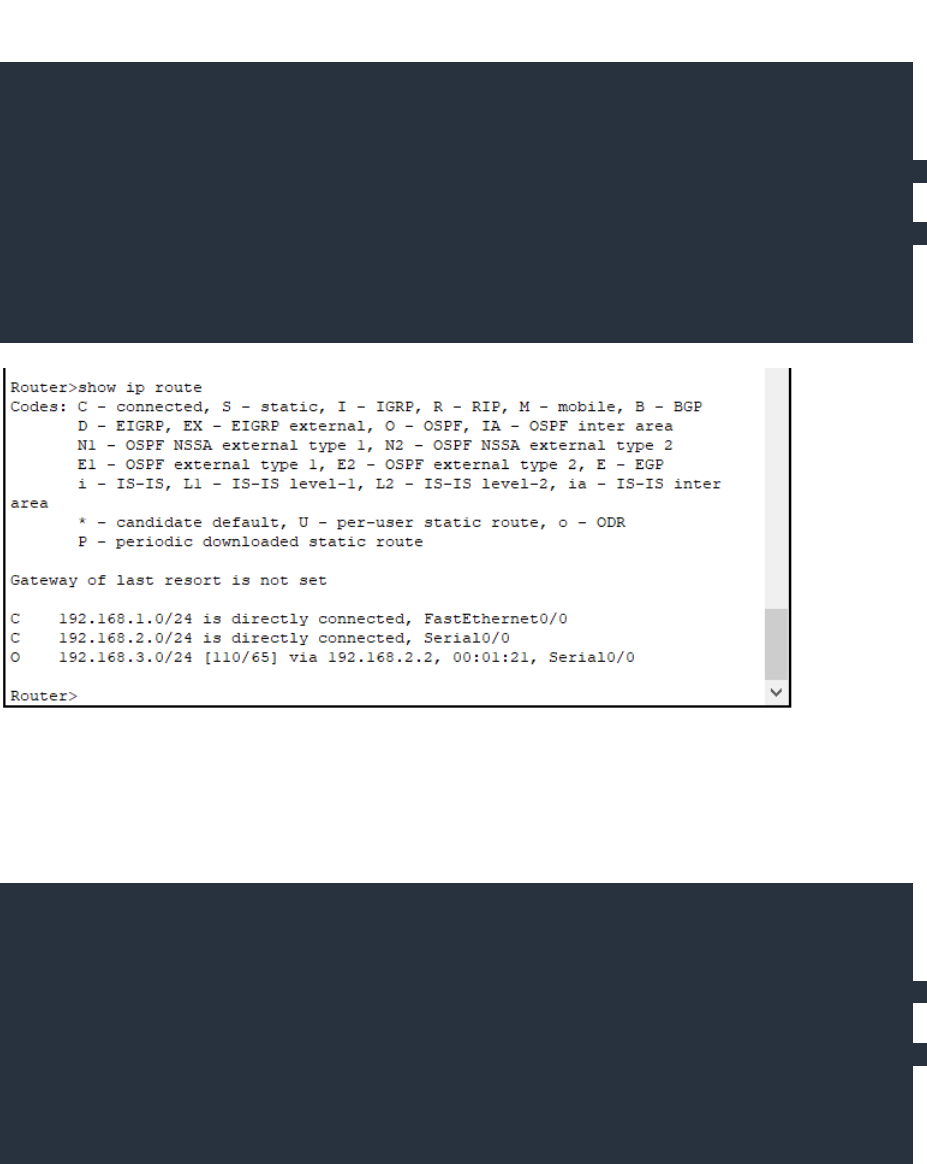 Router>show ip route
Codes: C - connected, S - static, I - IGRP, R - RIP, M - mobile, B - BGP
D - EIGRP, EX - EIGRP external, O - OSPF, IA - OSPF inter area
N1 - OSPF NSSA external type 1, N2 - OSPF NSSA external type 2
E1 - OSPF external type 1, E2 - OSPF external type 2, E - EGP
i - IS-IS, L1 - IS-IS level-1, L2 - IS-IS level-2, ia - IS-IS inter
area
* - candidate default, U - per-user static route, o - ODR
P - periodic downloaded static route
Gateway of last resort is not set
C 192.168.1.0/24 is directly connected, FastEthernet0/0
C 192.168.2.0/24 is directly connected, Serial0/0
O 192.168.3.0/24 [110/65] via 192.168.2.2, 00:01:21, Serial0/0
Router>